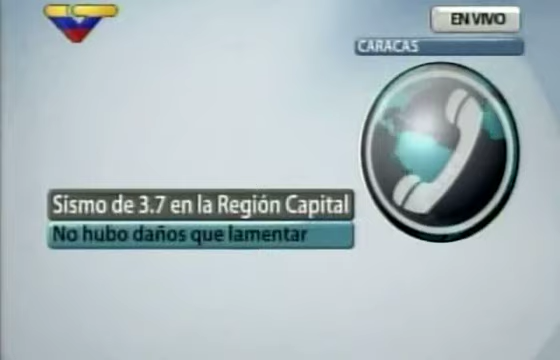 EN VIVO
CARACAS
Sismo de 3.7 en la Región Capital
No hubo daños que lamentar